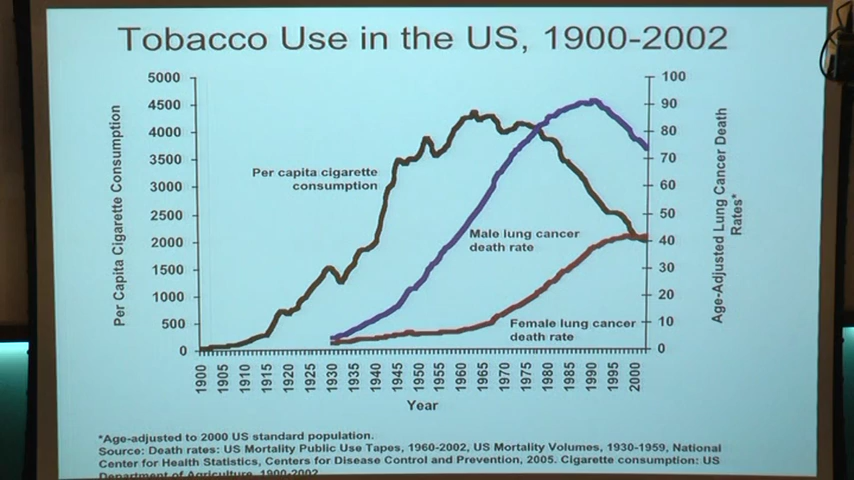 Tobacco Use in the US, 1900-2002
5000
4500
4000
3500
3000
2500
2000
1500
1000
500
0
Per Capita Cigarette Consumption
100
90
80
70
60
50
40
30
20
10
0
Age-Adjusted Lung Cancer Death
Rates*
Per capita cigarette
consumption
Male lung cancer
death rate
Female lung cancer
death rate
1900
1905
1910
1915
1920
1925
1930
1935
1940
1945
1950
1955
1960
1965
1970
1975
1980
1985
1990
1995
2000
Year
*Age-adjusted to 2000 US standard population.
Source: Death rates: US Mortality Public Use Tapes, 1960-2002, US Mortality Volumes, 1930-1959, National
Center for Health Statistics, Centers for Disease Control and Prevention, 2005. Cigarette consumption: US
Department of Agriculture, 1900-2002